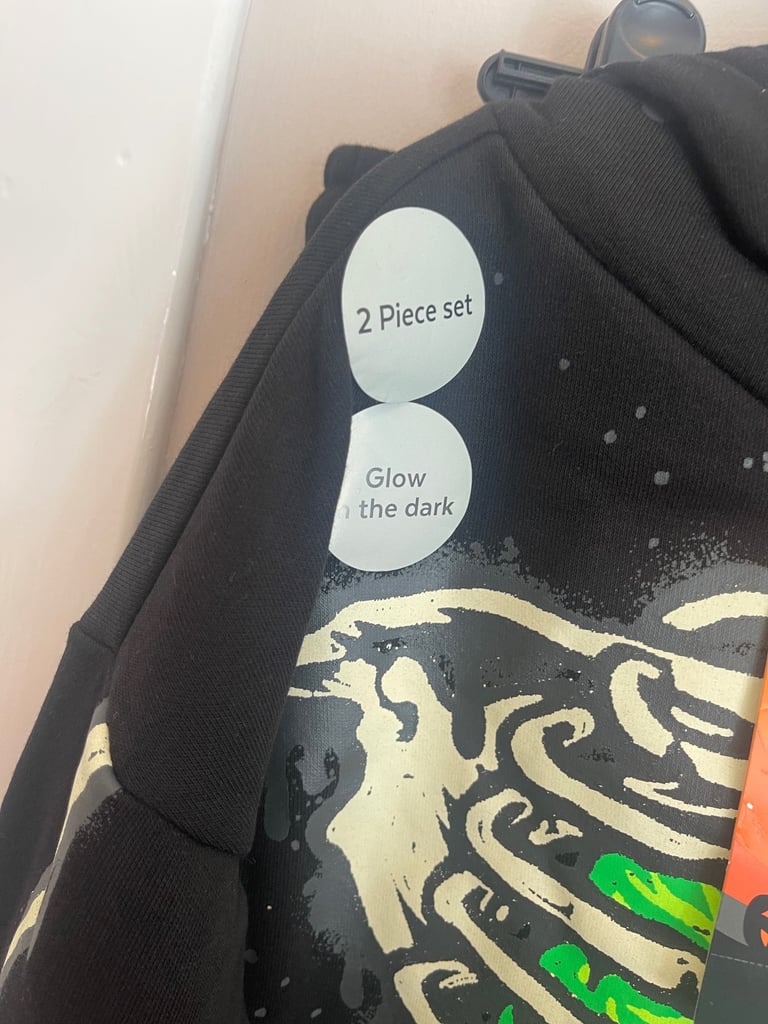 2 Piece set
Glow
the dark